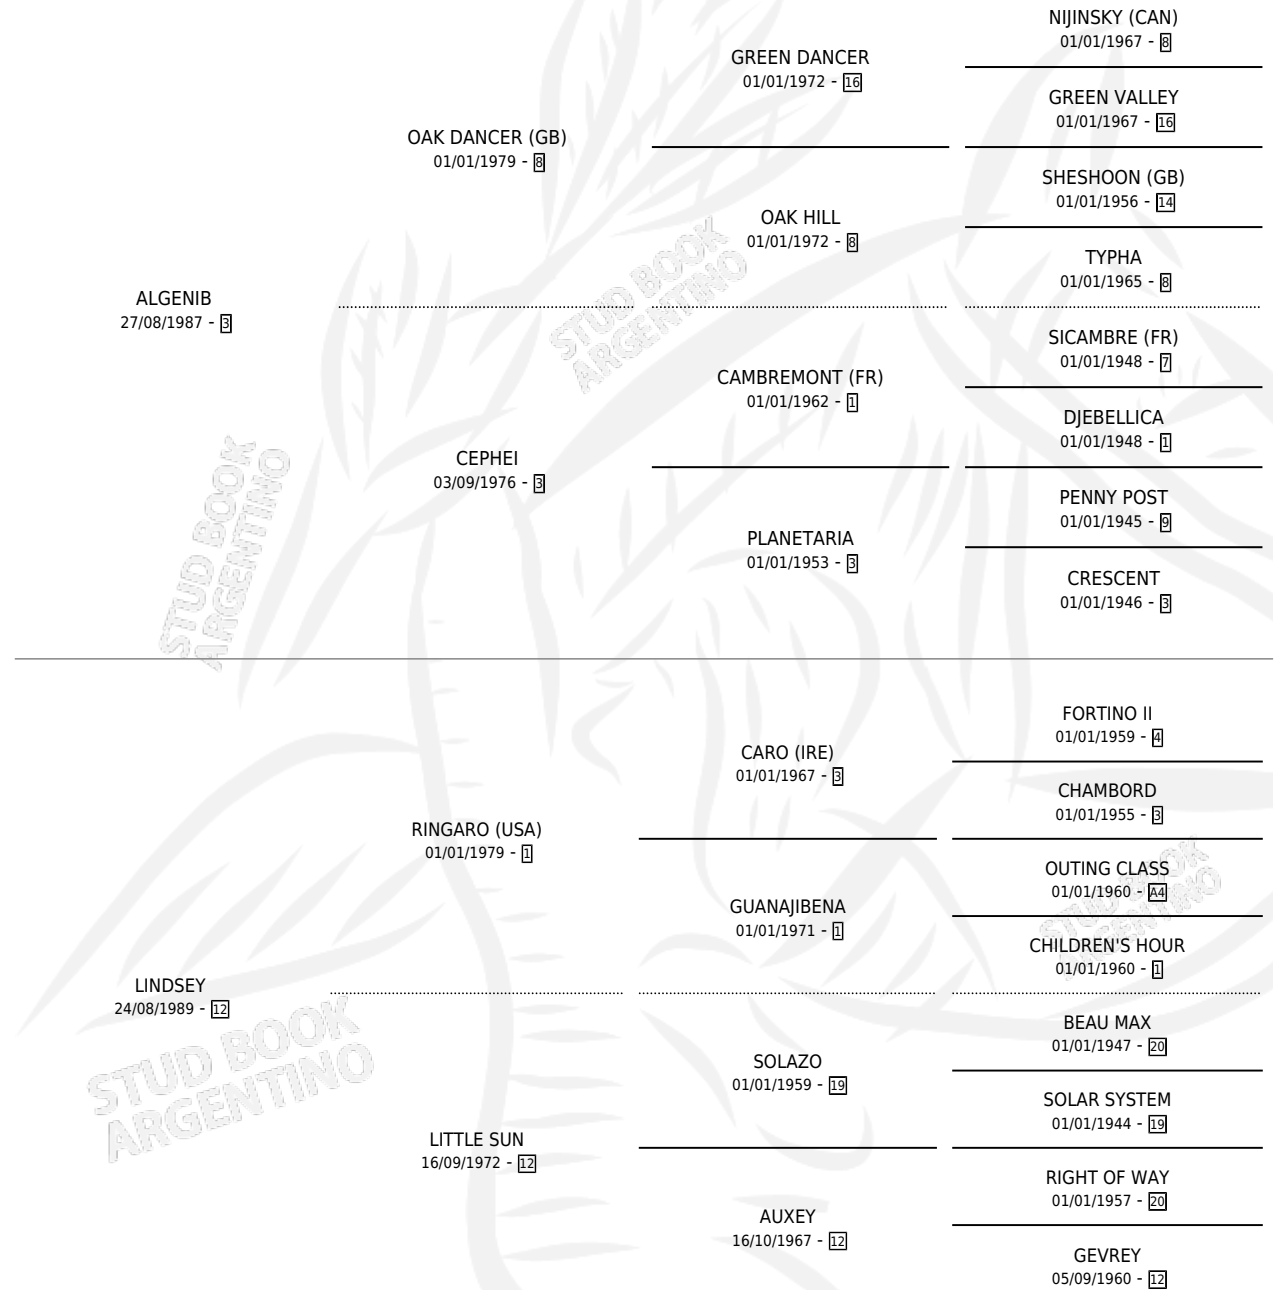 NIJINSKY (CAN)
01/01/1967 - 8
GREEN DANCER
01/01/1972 - 16
GREEN VALLEY
01/01/1967 - 16
OAK DANCER (GB)
01/01/1979 - 8
SHESHOON (GB)
01/01/1956 - 14
OAK HILL
01/01/1972 - 8
TYPHA
01/01/1965 - 8
ALGENIB
27/08/1987 - 3
SICAMBRE (FR)
01/01/1948 - 7
CAMBREMONT (FR)
01/01/1962 - 1
DJEBELLICA
01/01/1948 - 1
CEPHEI
03/09/1976 - 3
PENNY POST
01/01/1945 - 9
PLANETARIA
01/01/1953 - 3
CRESCENT
01/01/1946 - 3
STUD BOOK
ARGENTINO
STUD BOOK
ARGENTINO
FORTINO II
01/01/1959 - 4
CARO (IRE)
01/01/1967 - 3
CHAMBORD
01/01/1955 - 3
RINGARO (USA)
01/01/1979 - 1
OUTING CLASS
01/01/1960 - A4
GUANAJIBENA
01/01/1971 - 1
CHILDREN'S HOUR
01/01/1960 - 1
LINDSEY
24/08/1989 - 12
BEAU MAX
01/01/1947 - 20
SOLAZO
01/01/1959 - 19
SOLAR SYSTEM
01/01/1944 - 19
LITTLE SUN
16/09/1972 - 12
RIGHT OF WAY
01/01/1957 - 20
AUXEY
16/10/1967 - 12
GEVREY
05/09/1960 - 12
STUD BOOK
ARGENTINO
STUD BOOK
ARGENTINO